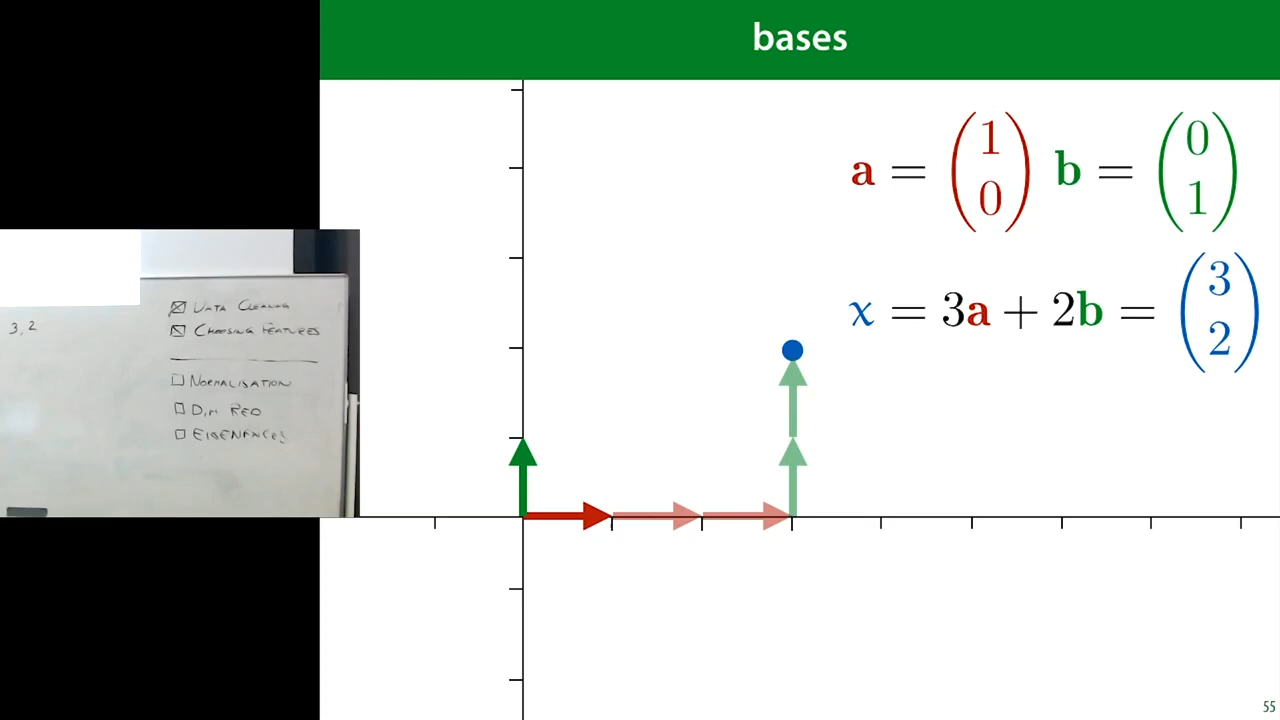 bases
a = (1 0) b = (0 1)
x = 3a + 2b = (3 2)
3, 2
DATA CLEANING
CHOOSING FEATURES
NORMALISATION
DIM RED
EIGENFACES
55